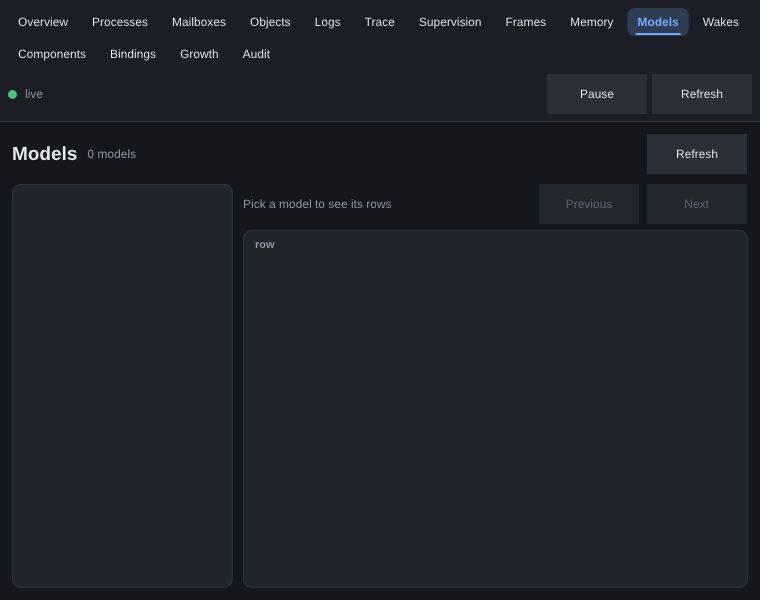 Overview Processes Mailboxes Objects Logs Trace Supervision Frames Memory Models Wakes
Components Bindings Growth Audit
live Pause Refresh
Models 0 models Refresh
Pick a model to see its rows Previous Next
row